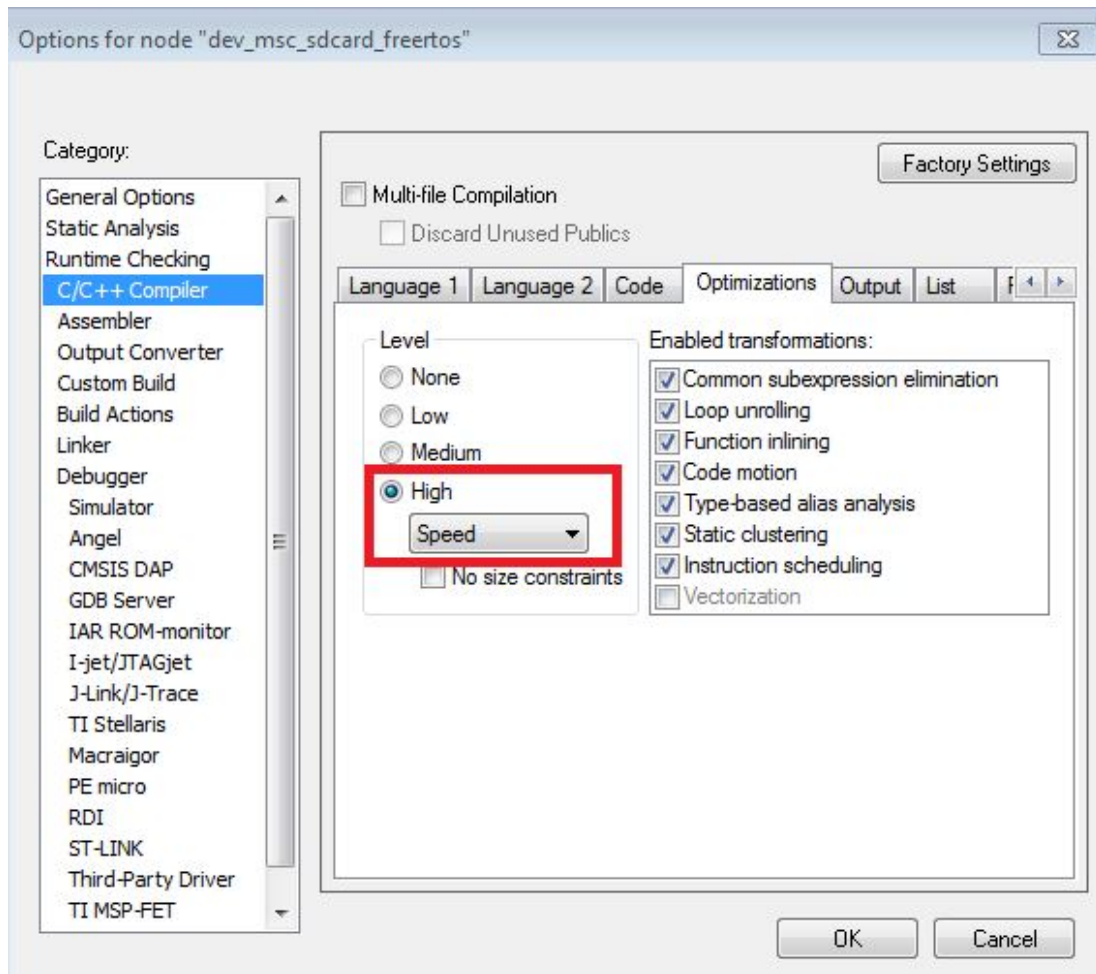 Options for node "dev_msc_sdcard_freertos"
Category:
General Options
Static Analysis
Runtime Checking
C/C++ Compiler
Assembler
Output Converter
Custom Build
Build Actions
Linker
Debugger
Simulator
Angel
CMSIS DAP
GDB Server
IAR ROM-monitor
I-jet/JTAGjet
J-Link/J-Trace
TI Stellaris
Macraigor
PE micro
RDI
ST-LINK
Third-Party Driver
TI MSP-FET
Factory Settings
Multi-file Compilation
Discard Unused Publics
Language 1 Language 2 Code Optimizations Output List
Level
None
Low
Medium
High
Speed
No size constraints
Enabled transformations:
Common subexpression elimination
Loop unrolling
Function inlining
Code motion
Type-based alias analysis
Static clustering
Instruction scheduling
Vectorization
OK Cancel